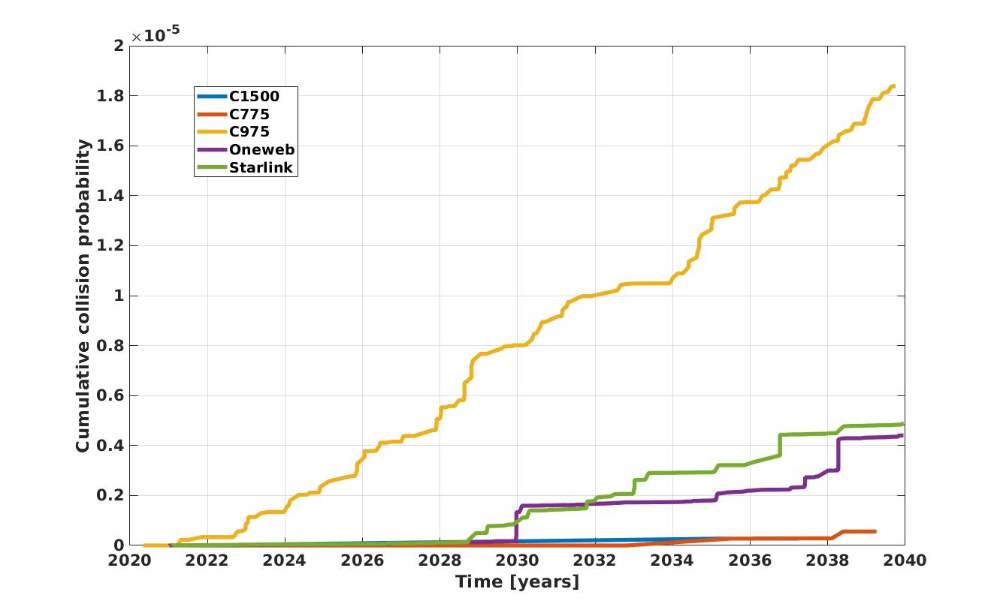 ×10-5
2
1.8
1.6
1.4
1.2
1
0.8
0.6
0.4
0.2
0
Cumulative collision probability
C1500
C775
C975
Oneweb
Starlink
2020 2022 2024 2026 2028 2030 2032 2034 2036 2038 2040
Time [years]